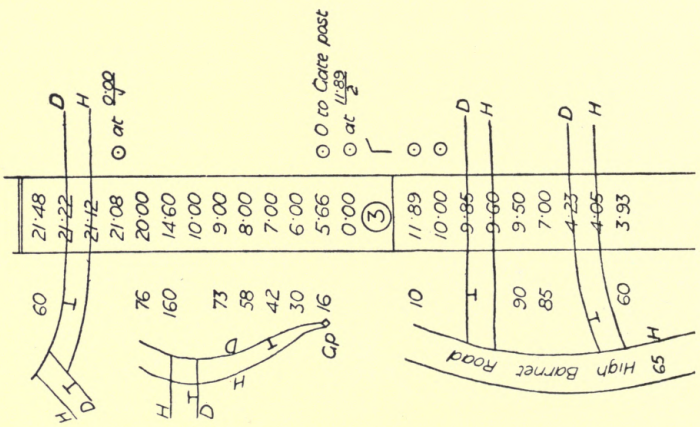 60 21·48 D
21·22
21·12 H
21·08 ⊙ at 0·00
76 20·00
160 14·60
10·00
73 9·00
58 8·00
42 7·00
30 6·00
16 5·66 ⊙ 0 to Gate post
0·00 ⊙ at 11·89/2
3
H
D
H
D
D
H
GP
10 11·89 ⊙
10·00 ⊙
9·85 D
9·60 H
90 9·50
85 7·00
4·23 D
4·05 H
60 3·93
High Barnet Road
65 H